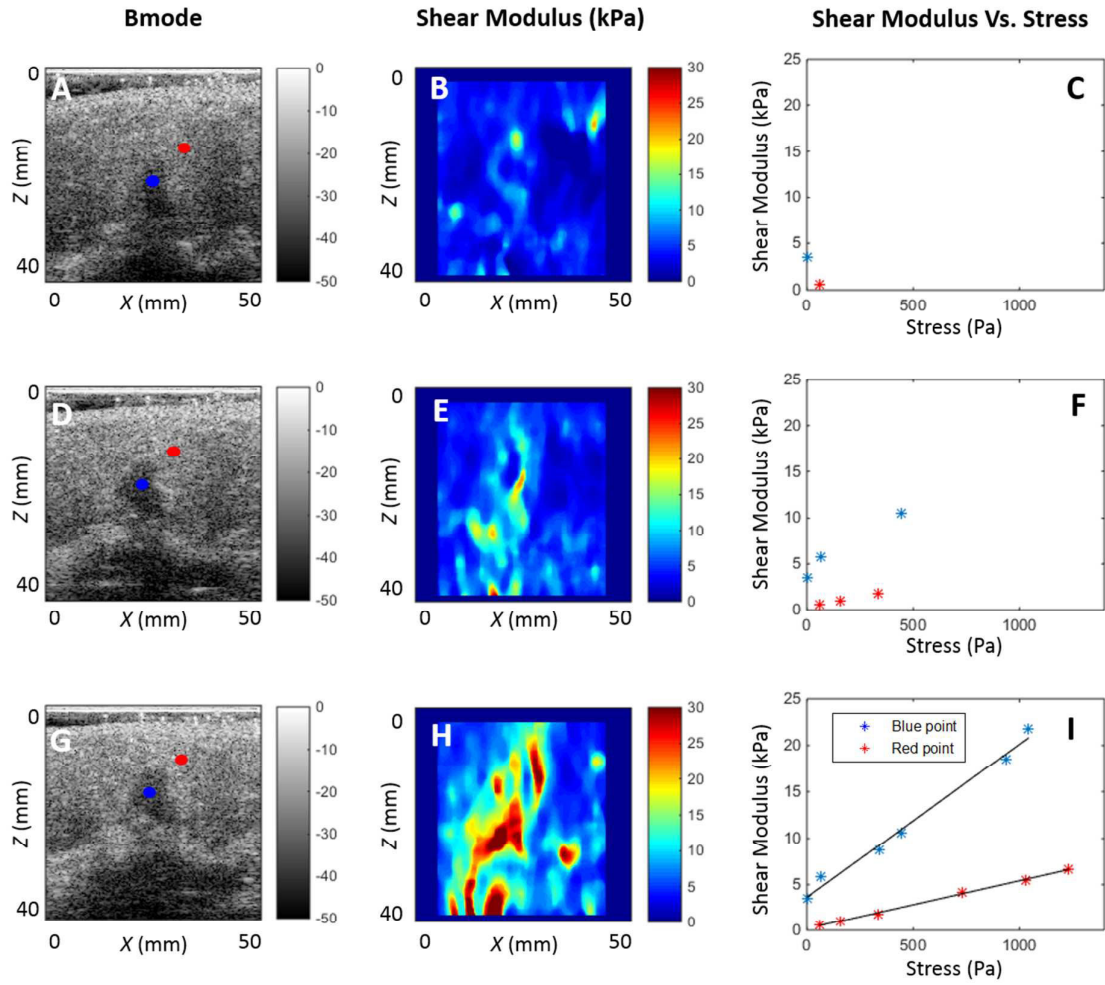 Bmode Shear Modulus (kPa) Shear Modulus Vs. Stress
A
0
40
Z (mm)
0 50
X (mm)
0
-10
-20
-30
-40
-50
B
0
40
Z (mm)
0 50
X (mm)
30
25
20
15
10
5
0
C
Shear Modulus (kPa)
25
20
15
10
5
0
0 500 1000
Stress (Pa)
D
0
40
Z (mm)
0 50
X (mm)
0
-10
-20
-30
-40
-50
E
0
40
Z (mm)
0 50
X (mm)
30
25
20
15
10
5
0
F
Shear Modulus (kPa)
25
20
15
10
5
0
0 500 1000
Stress (Pa)
G
0
40
Z (mm)
0 50
X (mm)
0
-10
-20
-30
-40
-50
H
0
40
Z (mm)
0 50
X (mm)
30
25
20
15
10
5
0
I
Blue point
Red point
Shear Modulus (kPa)
25
20
15
10
5
0
0 500 1000
Stress (Pa)